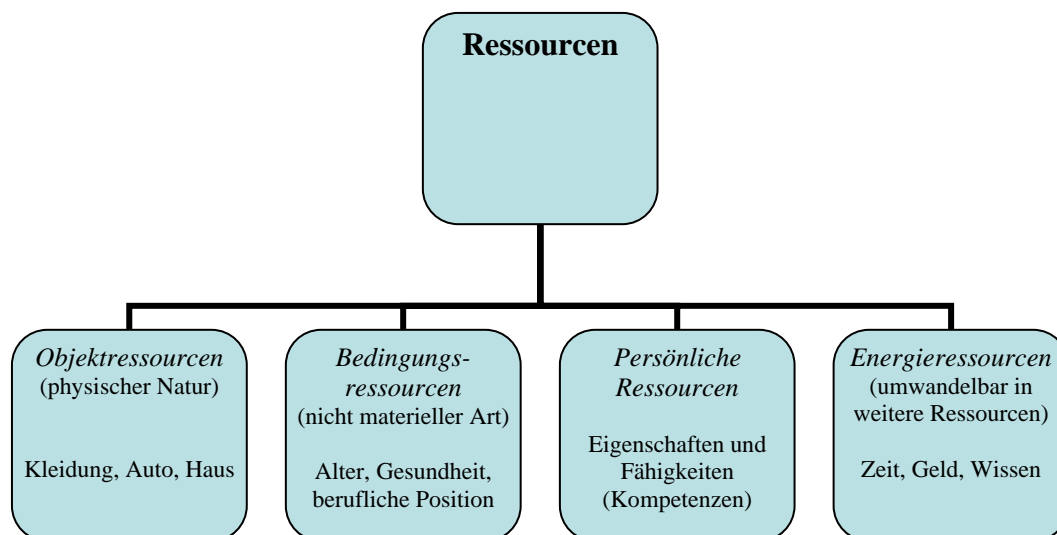 Ressourcen
Objektressourcen
(physischer Natur)
Kleidung, Auto, Haus
Bedingungs-
ressourcen
(nicht materieller Art)
Alter, Gesundheit,
berufliche Position
Persönliche
Ressourcen
Eigenschaften und
Fähigkeiten
(Kompetenzen)
Energieressourcen
(umwandelbar in
weitere Ressourcen)
Zeit, Geld, Wissen